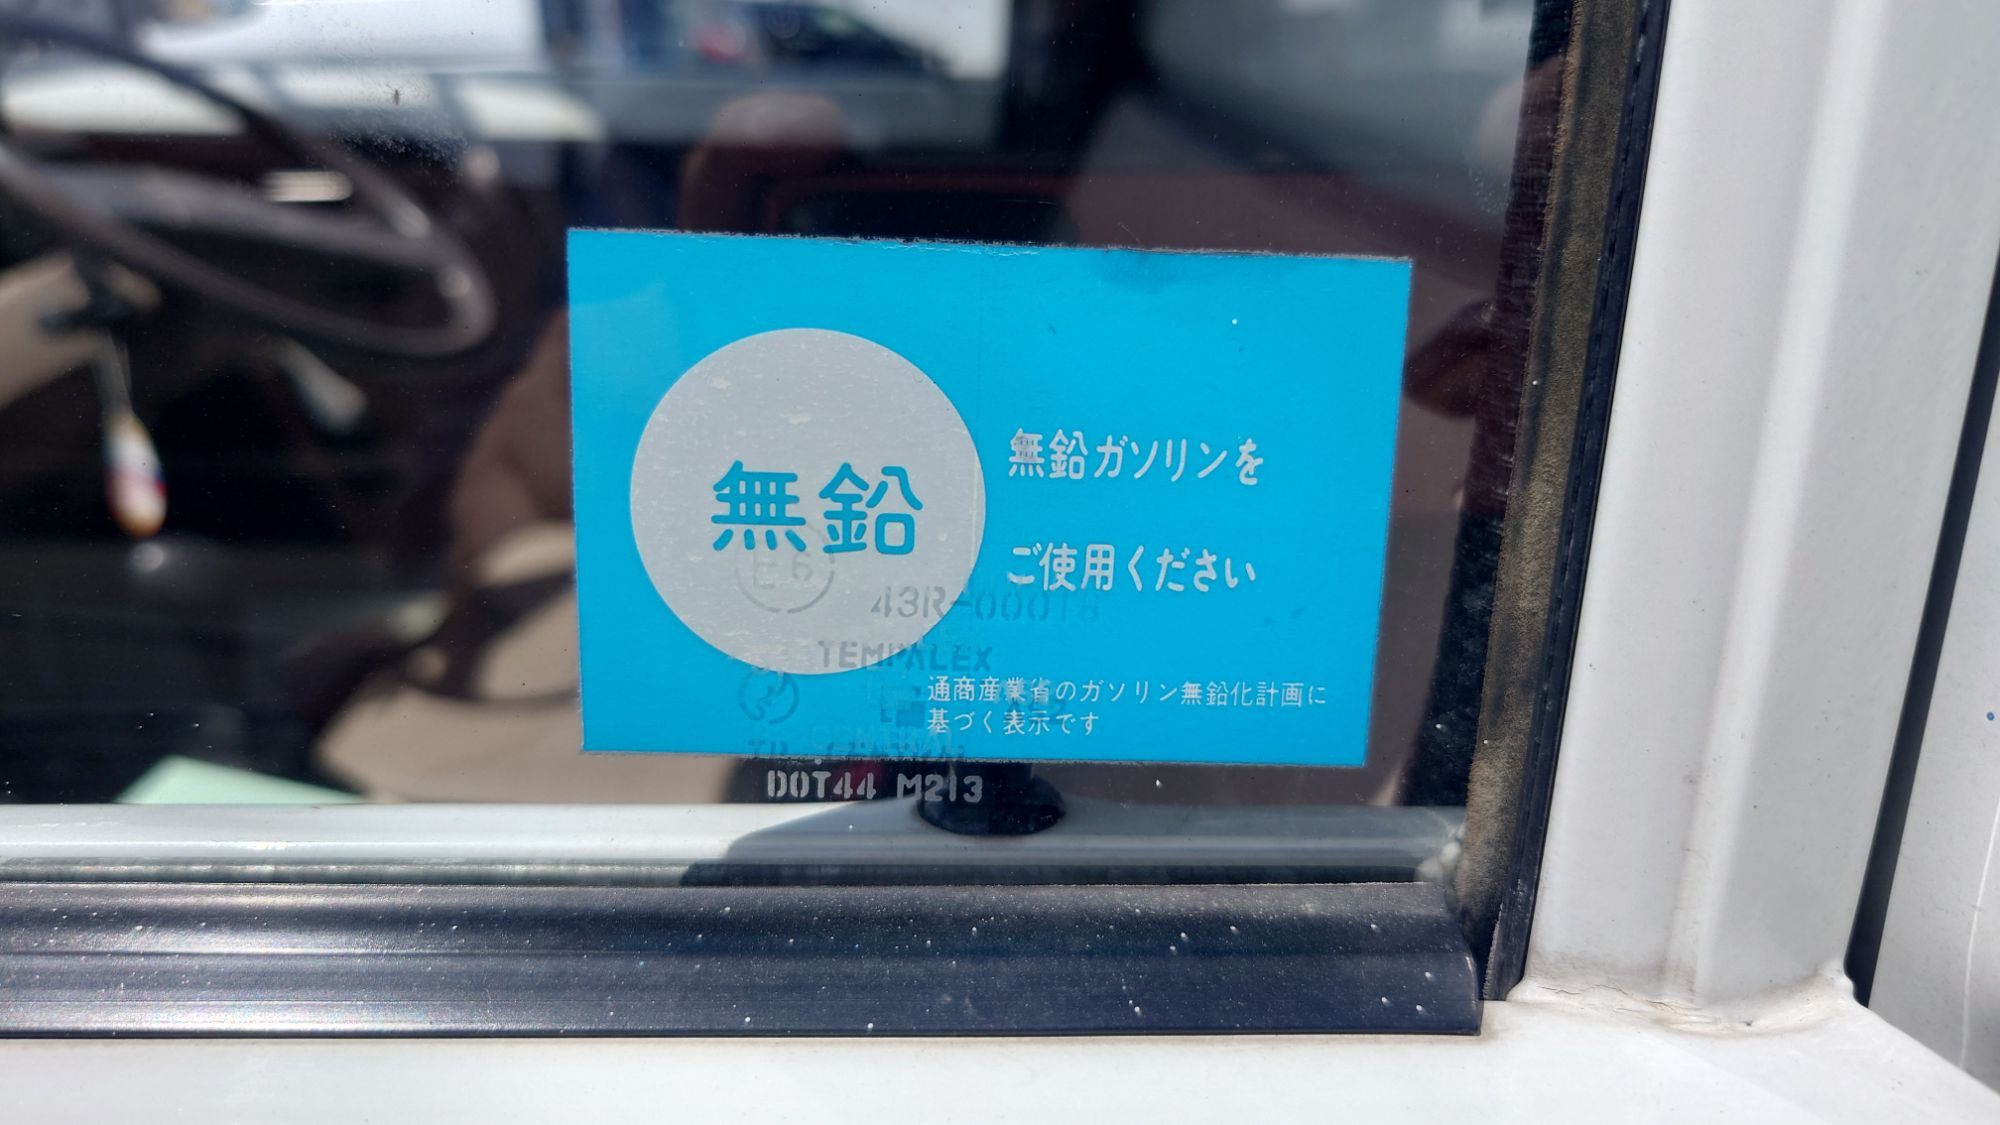 無鉛
無鉛ガソリンを
ご使用ください
通商産業省のガソリン無鉛化計画に
基づく表示です
E6
43R-00018
TEMPALEX
DOT44 M213